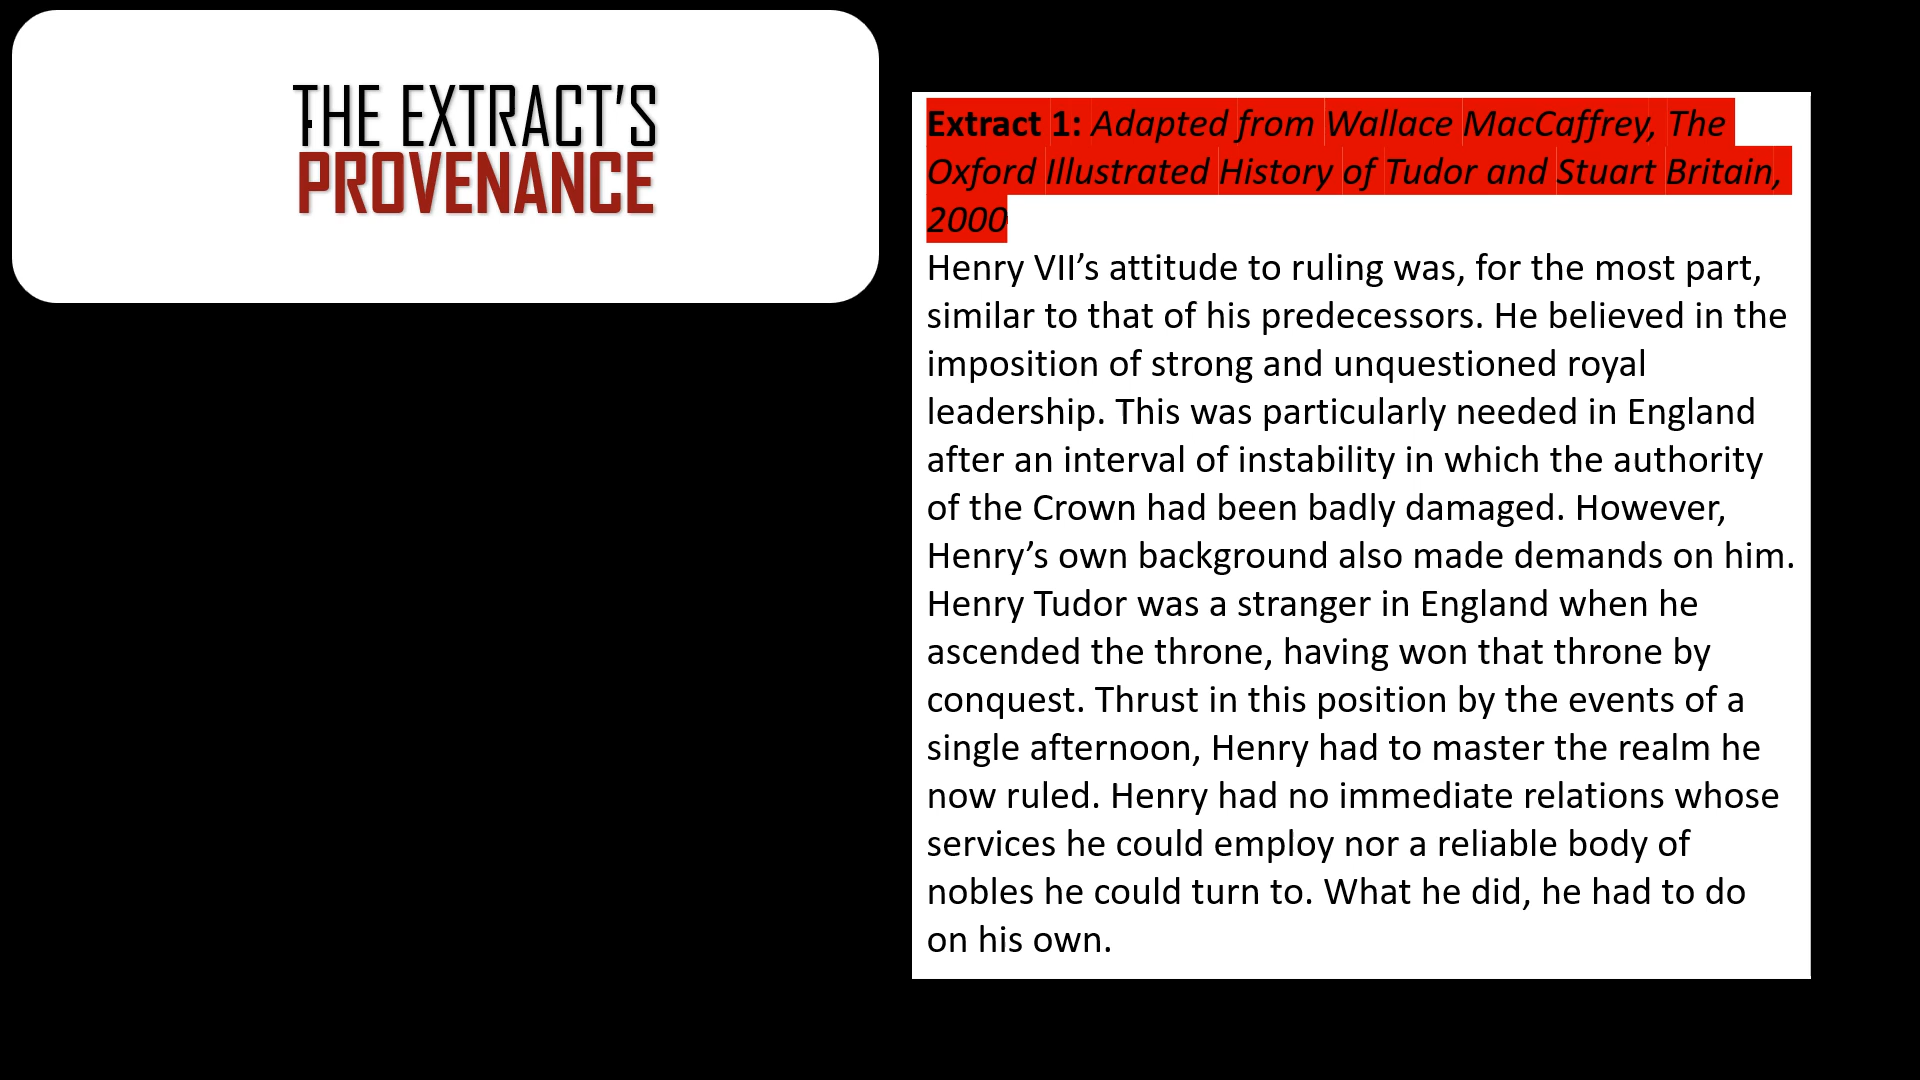 THE EXTRACT’S
PROVENANCE
Extract 1: Adapted from Wallace MacCaffrey, The
Oxford Illustrated History of Tudor and Stuart Britain,
2000
Henry VII’s attitude to ruling was, for the most part,
similar to that of his predecessors. He believed in the
imposition of strong and unquestioned royal
leadership. This was particularly needed in England
after an interval of instability in which the authority
of the Crown had been badly damaged. However,
Henry’s own background also made demands on him.
Henry Tudor was a stranger in England when he
ascended the throne, having won that throne by
conquest. Thrust in this position by the events of a
single afternoon, Henry had to master the realm he
now ruled. Henry had no immediate relations whose
services he could employ nor a reliable body of
nobles he could turn to. What he did, he had to do
on his own.